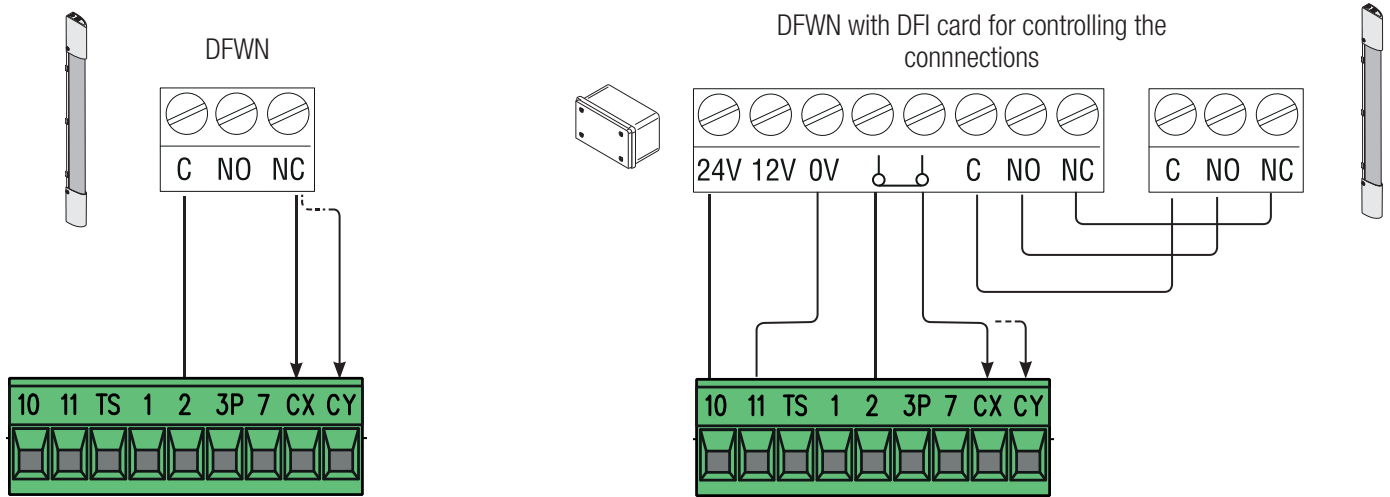 DFWN
C NO NC
10 11 TS 1 2 3P 7 CX CY
DFWN with DFI card for controlling the
connnections
24V 12V 0V C NO NC
C NO NC
10 11 TS 1 2 3P 7 CX CY